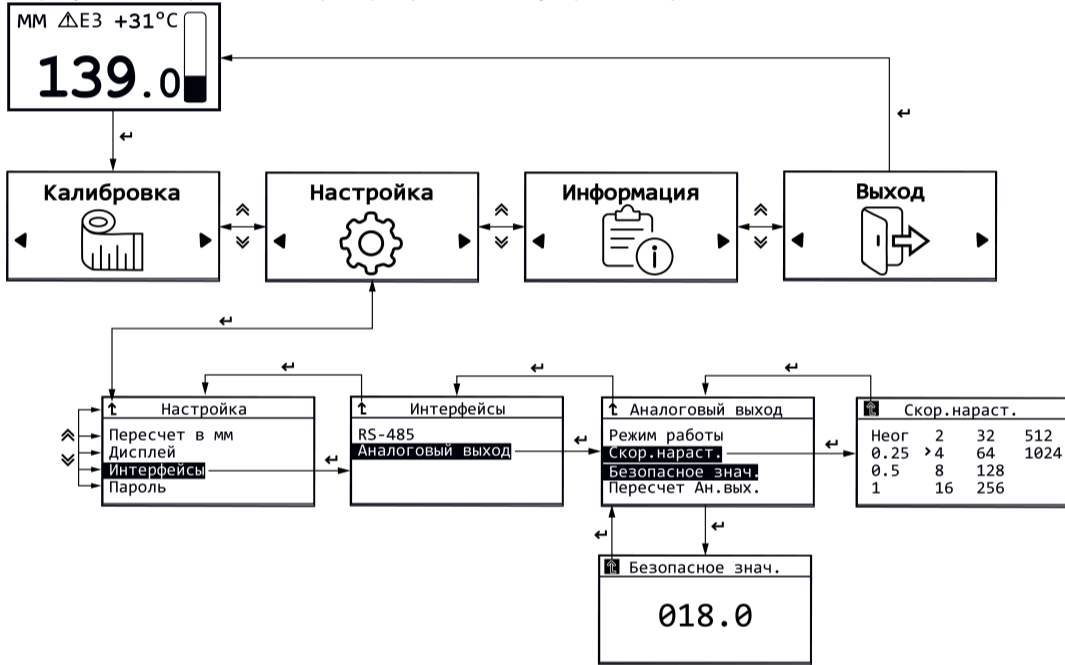 ММ ⚠E3 +31°C
139.0
Калибровка
Настройка
Информация
Выход
Настройка
Пересчет в мм
Дисплей
Интерфейсы
Пароль
Интерфейсы
RS-485
Аналоговый выход
Аналоговый выход
Режим работы
Скор.нараст.
Безопасное знач.
Пересчет Ан.вых.
Скор.нараст.
Неог 2 32 512
0.25 ›4 64 1024
0.5 8 128
1 16 256
Безопасное знач.
018.0